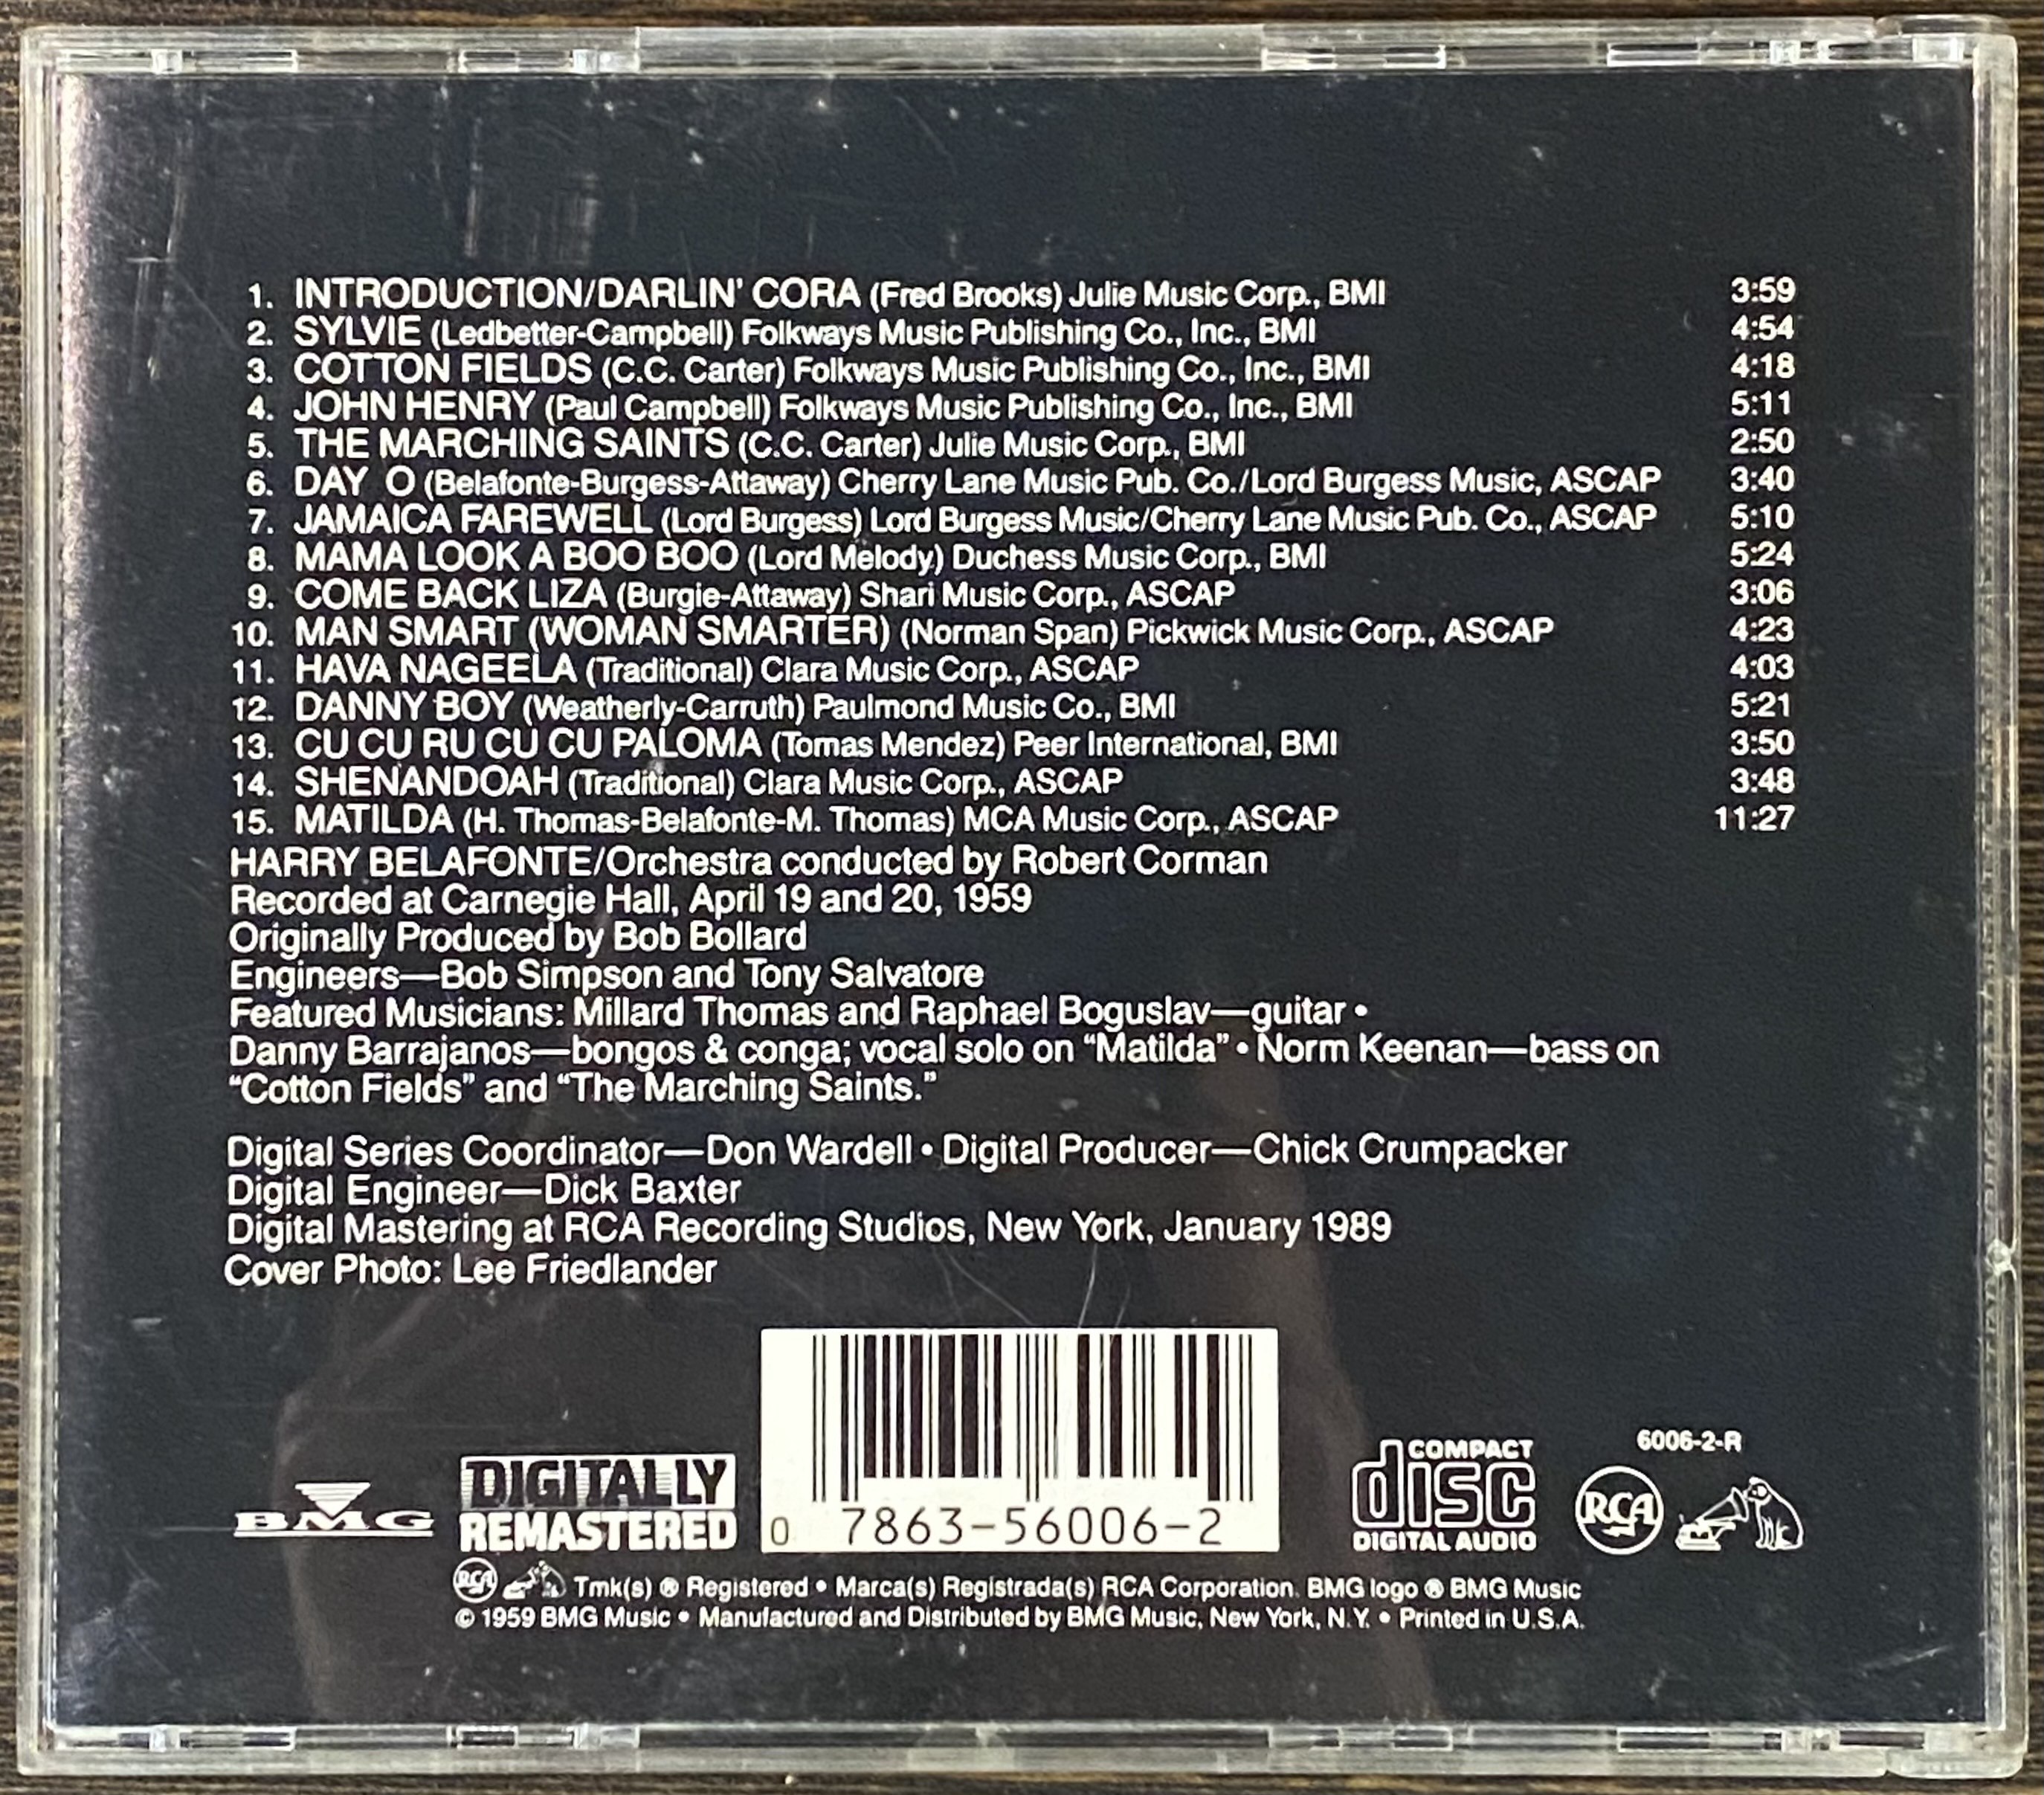 1. INTRODUCTION/DARLIN' CORA (Fred Brooks) Julie Music Corp., BMI 3:59
2. SYLVIE (Ledbetter-Campbell) Folkways Music Publishing Co., Inc., BMI 4:54
3. COTTON FIELDS (C.C. Carter) Folkways Music Publishing Co., Inc., BMI 4:18
4. JOHN HENRY (Paul Campbell) Folkways Music Publishing Co., Inc., BMI 5:11
5. THE MARCHING SAINTS (C.C. Carter) Julie Music Corp., BMI 2:50
6. DAY O (Belafonte-Burgess-Attaway) Cherry Lane Music Pub. Co./Lord Burgess Music, ASCAP 3:40
7. JAMAICA FAREWELL (Lord Burgess) Lord Burgess Music/Cherry Lane Music Pub. Co., ASCAP 5:10
8. MAMA LOOK A BOO BOO (Lord Melody) Duchess Music Corp., BMI 5:24
9. COME BACK LIZA (Burgie-Attaway) Shari Music Corp., ASCAP 3:06
10. MAN SMART (WOMAN SMARTER) (Norman Span) Pickwick Music Corp., ASCAP 4:23
11. HAVA NAGEELA (Traditional) Clara Music Corp., ASCAP 4:03
12. DANNY BOY (Weatherly-Carruth) Paulmond Music Co., BMI 5:21
13. CU CU RU CU CU PALOMA (Tomas Mendez) Peer International, BMI 3:50
14. SHENANDOAH (Traditional) Clara Music Corp., ASCAP 3:48
15. MATILDA (H. Thomas-Belafonte-M. Thomas) MCA Music Corp., ASCAP 11:27
HARRY BELAFONTE/Orchestra conducted by Robert Corman
Recorded at Carnegie Hall, April 19 and 20, 1959
Originally Produced by Bob Bollard
Engineers—Bob Simpson and Tony Salvatore
Featured Musicians: Millard Thomas and Raphael Boguslav—guitar •
Danny Barrajanos—bongos & conga; vocal solo on “Matilda” • Norm Keenan—bass on
“Cotton Fields” and “The Marching Saints.”
Digital Series Coordinator—Don Wardell • Digital Producer—Chick Crumpacker
Digital Engineer—Dick Baxter
Digital Mastering at RCA Recording Studios, New York, January 1989
Cover Photo: Lee Friedlander
BMG
DIGITALLY
REMASTERED
0 7863-56006-2
COMPACT
disc
DIGITAL AUDIO
6006-2-R
RCA
RCA Tmk(s) ® Registered • Marca(s) Registrada(s) RCA Corporation. BMG logo ® BMG Music
© 1959 BMG Music • Manufactured and Distributed by BMG Music, New York, N.Y. • Printed in U.S.A.